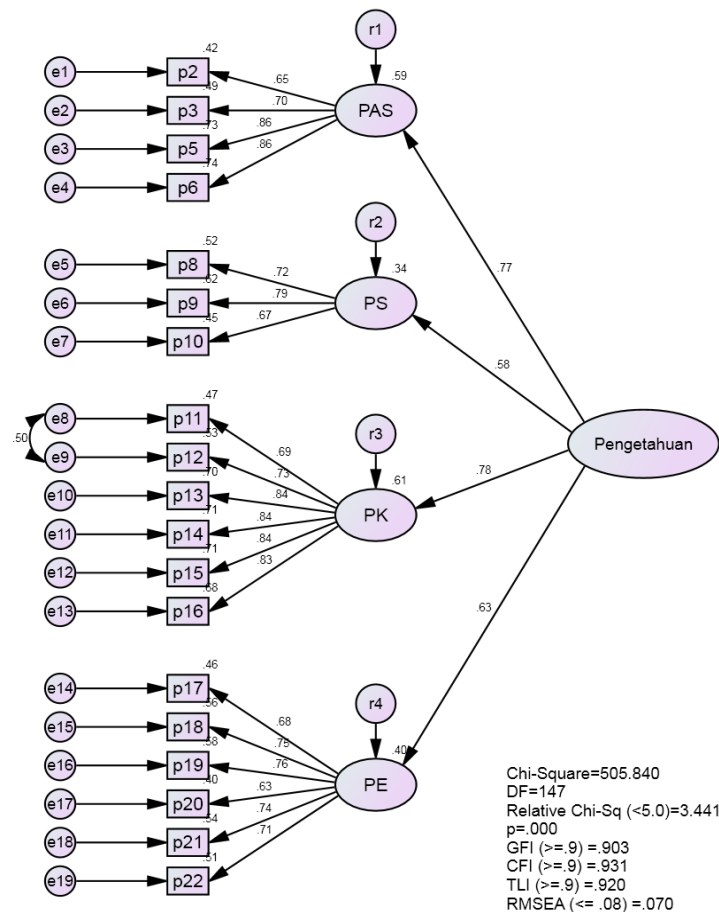 r1
.42
.59
e1
p2
.65
.49
e2
p3
.70
PAS
.73
.86
e3
p5
.86
.74
e4
p6
r2
.77
.52
.34
e5
p8
.72
.62
e6
p9
.79
PS
.45
.67
e7
p10
.58
r3
.47
.61
e8
p11
.50
.53
.69
Pengetahuan
e9
p12
.73
.78
.70
e10
p13
.84
PK
.71
e11
p14
.84
.71
.84
e12
p15
.83
.68
e13
p16
.63
r4
.46
e14
p17
.56
.68
e15
p18
.75
.58
.40
e16
p19
.76
PE
.40
.63
e17
p20
.74
.54
e18
p21
.71
.51
e19
p22
Chi-Square=505.840
DF=147
Relative Chi-Sq (<5.0)=3.441
p=.000
GFI (>=.9) =.903
CFI (>=.9) =.931
TLI (>=.9) =.920
RMSEA (<= .08) =.070